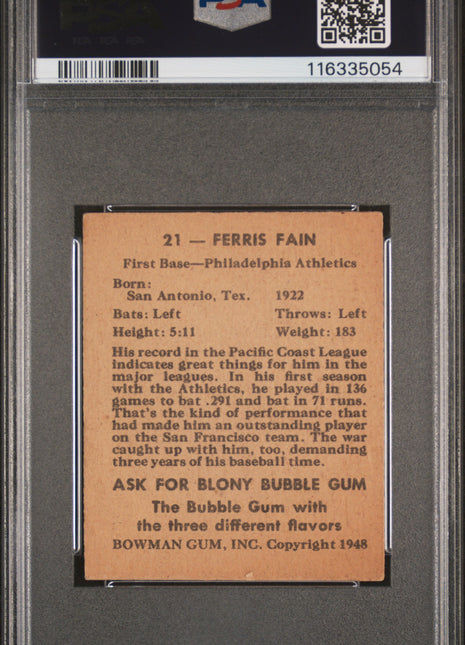 PSA
116335054
21 — FERRIS FAIN
First Base—Philadelphia Athletics
Born:
San Antonio, Tex. 1922
Bats: Left Throws: Left
Height: 5:11 Weight: 183
His record in the Pacific Coast League
indicates great things for him in the
major leagues. In his first season
with the Athletics, he played in 136
games to bat .291 and bat in 71 runs.
That's the kind of performance that
had made him an outstanding player
on the San Francisco team. The war
caught up with him, too, demanding
three years of his baseball time.
ASK FOR BLONY BUBBLE GUM
The Bubble Gum with
the three different flavors
BOWMAN GUM, INC. Copyright 1948